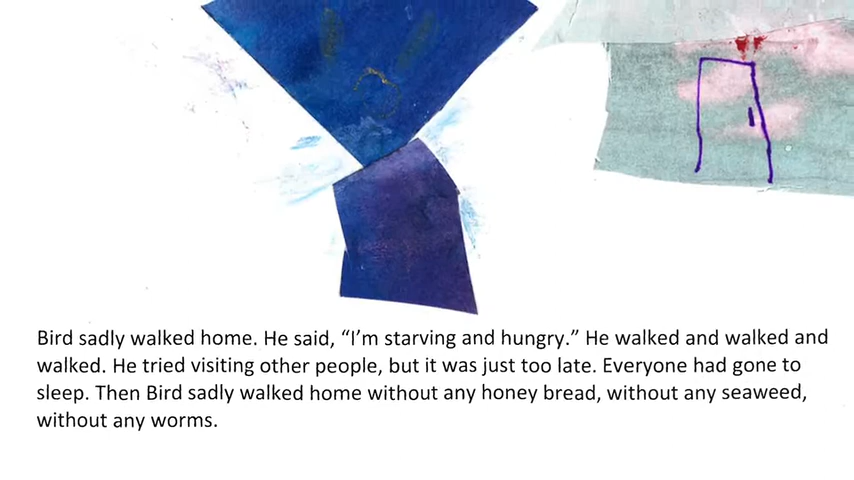 Bird sadly walked home. He said, “I’m starving and hungry.” He walked and walked and
walked. He tried visiting other people, but it was just too late. Everyone had gone to
sleep. Then Bird sadly walked home without any honey bread, without any seaweed,
without any worms.